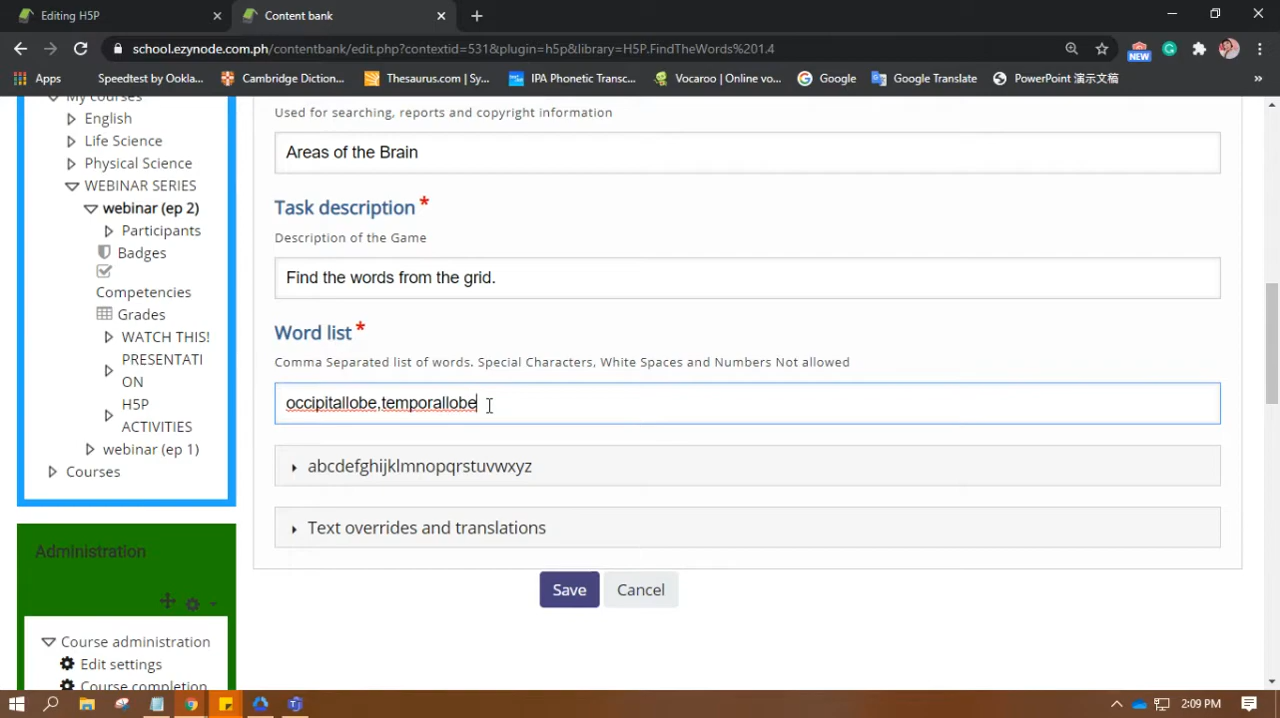 Editing H5P
Content bank
school.ezynode.com.ph/contentbank/edit.php?contextid=531&plugin=h5p&library=H5P.FindTheWords%201.4
NEW
Apps
Speedtest by Ookla...
Cambridge Diction...
Thesaurus.com | Sy...
IPA Phonetic Transc...
Vocaroo | Online vo...
Google
Google Translate
PowerPoint 演示文稿
»
My courses
English
Life Science
Physical Science
WEBINAR SERIES
webinar (ep 2)
Participants
Badges
Competencies
Grades
WATCH THIS!
PRESENTATI
ON
H5P
ACTIVITIES
webinar (ep 1)
Courses
Administration
Course administration
Edit settings
Course completion
Used for searching, reports and copyright information
Areas of the Brain
Task description *
Description of the Game
Find the words from the grid.
Word list *
Comma Separated list of words. Special Characters, White Spaces and Numbers Not allowed
occipitallobe,temporallobe
abcdefghijklmnopqrstuvwxyz
Text overrides and translations
Save
Cancel
2:09 PM